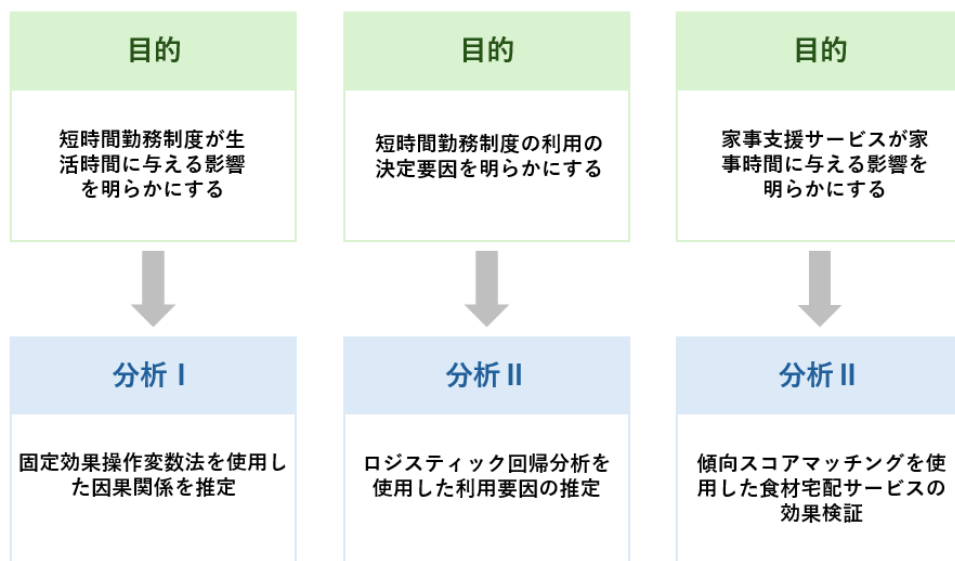 目的
短時間勤務制度が生
活時間に与える影響
を明らかにする
目的
短時間勤務制度の利用の
決定要因を明らかにする
目的
家事支援サービスが家
事時間に与える影響を
明らかにする
分析Ⅰ
固定効果操作変数法を使用し
た因果関係を推定
分析Ⅱ
ロジスティック回帰分析を
使用した利用要因の推定
分析Ⅱ
傾向スコアマッチングを使
用した食材宅配サービスの
効果検証